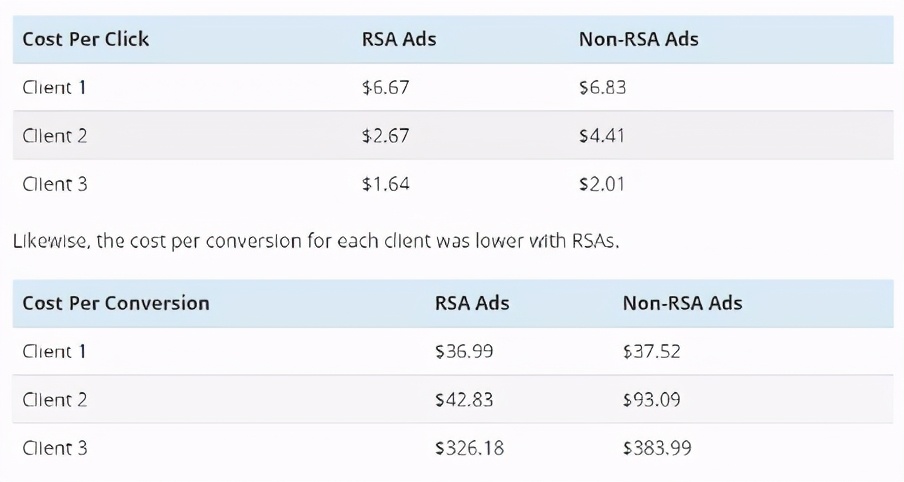 Cost Per Click RSA Ads Non-RSA Ads
Client 1 $6.67 $6.83
Client 2 $2.67 $4.41
Client 3 $1.64 $2.01
Likewise, the cost per conversion for each client was lower with RSAs.
Cost Per Conversion RSA Ads Non-RSA Ads
Client 1 $36.99 $37.52
Client 2 $42.83 $93.09
Client 3 $326.18 $383.99